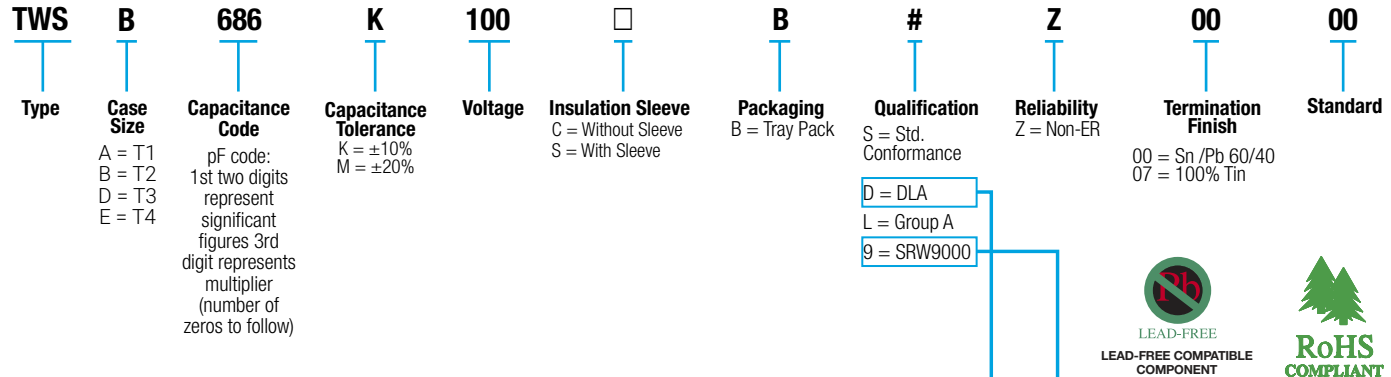 TWS B 686 K 100 □ B # Z 00 00
Type
Case
Size
A = T1
B = T2
D = T3
E = T4
Capacitance
Code
pF code:
1st two digits
represent
significant
figures 3rd
digit represents
multiplier
(number of
zeros to follow)
Capacitance
Tolerance
K = ±10%
M = ±20%
Voltage
Insulation Sleeve
C = Without Sleeve
S = With Sleeve
Packaging
B = Tray Pack
Qualification
S = Std.
Conformance
D = DLA
L = Group A
9 = SRW9000
Reliability
Z = Non-ER
Termination
Finish
00 = Sn /Pb 60/40
07 = 100% Tin
Standard
Pb
LEAD-FREE
LEAD-FREE COMPATIBLE
COMPONENT
RoHS
COMPLIANT